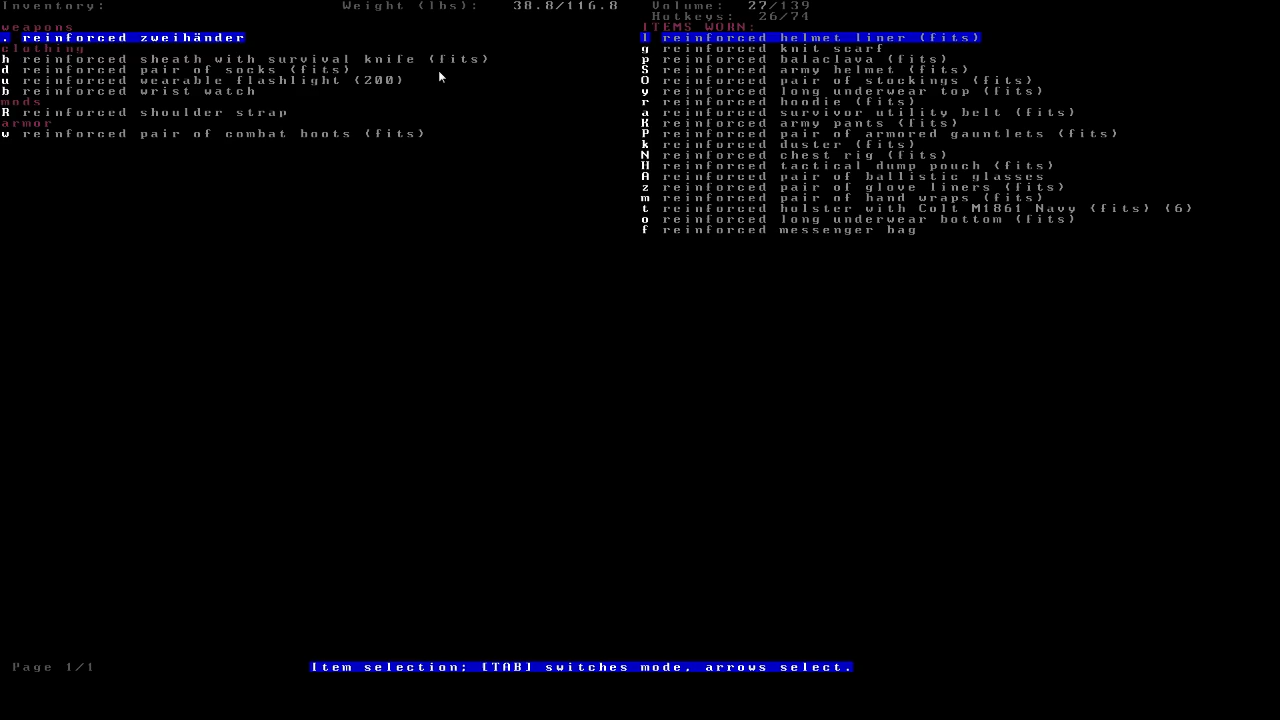 Inventory: Weight (lbs): 38.8/116.8 Volume: 27/139
Hotkeys: 26/74
weapons
. reinforced zweihänder
clothing
h reinforced sheath with survival knife (fits)
d reinforced pair of socks (fits)
u reinforced wearable flashlight (200)
b reinforced wrist watch
mods
R reinforced shoulder strap
armor
w reinforced pair of combat boots (fits)
ITEMS WORN:
l reinforced helmet liner (fits)
g reinforced knit scarf
p reinforced balaclava (fits)
S reinforced army helmet (fits)
O reinforced pair of stockings (fits)
y reinforced long underwear top (fits)
r reinforced hoodie (fits)
a reinforced survivor utility belt (fits)
K reinforced army pants (fits)
P reinforced pair of armored gauntlets (fits)
k reinforced duster (fits)
N reinforced chest rig (fits)
H reinforced tactical dump pouch (fits)
A reinforced pair of ballistic glasses
z reinforced pair of glove liners (fits)
m reinforced pair of hand wraps (fits)
t reinforced holster with Colt M1861 Navy (fits) (6)
o reinforced long underwear bottom (fits)
f reinforced messenger bag
Page 1/1 Item selection: [TAB] switches mode, arrows select.